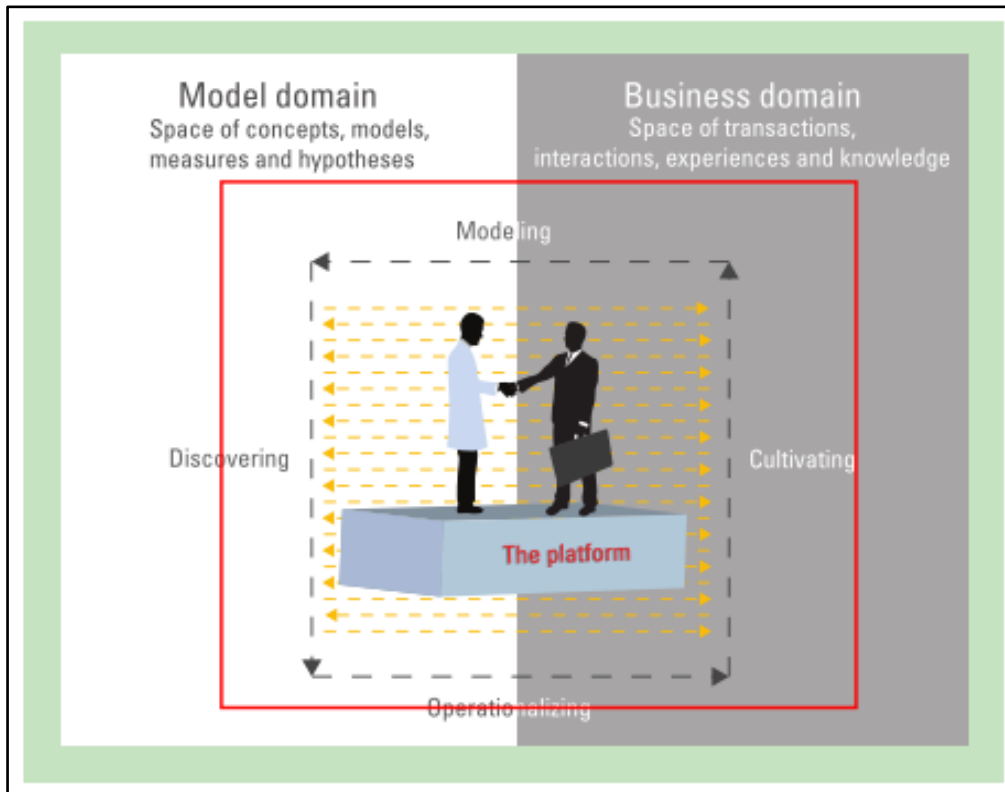 Model domain
Space of concepts, models,
measures and hypotheses
Business domain
Space of transactions,
interactions, experiences and knowledge
Modeling
Discovering
Cultivating
The platform
Operationalizing